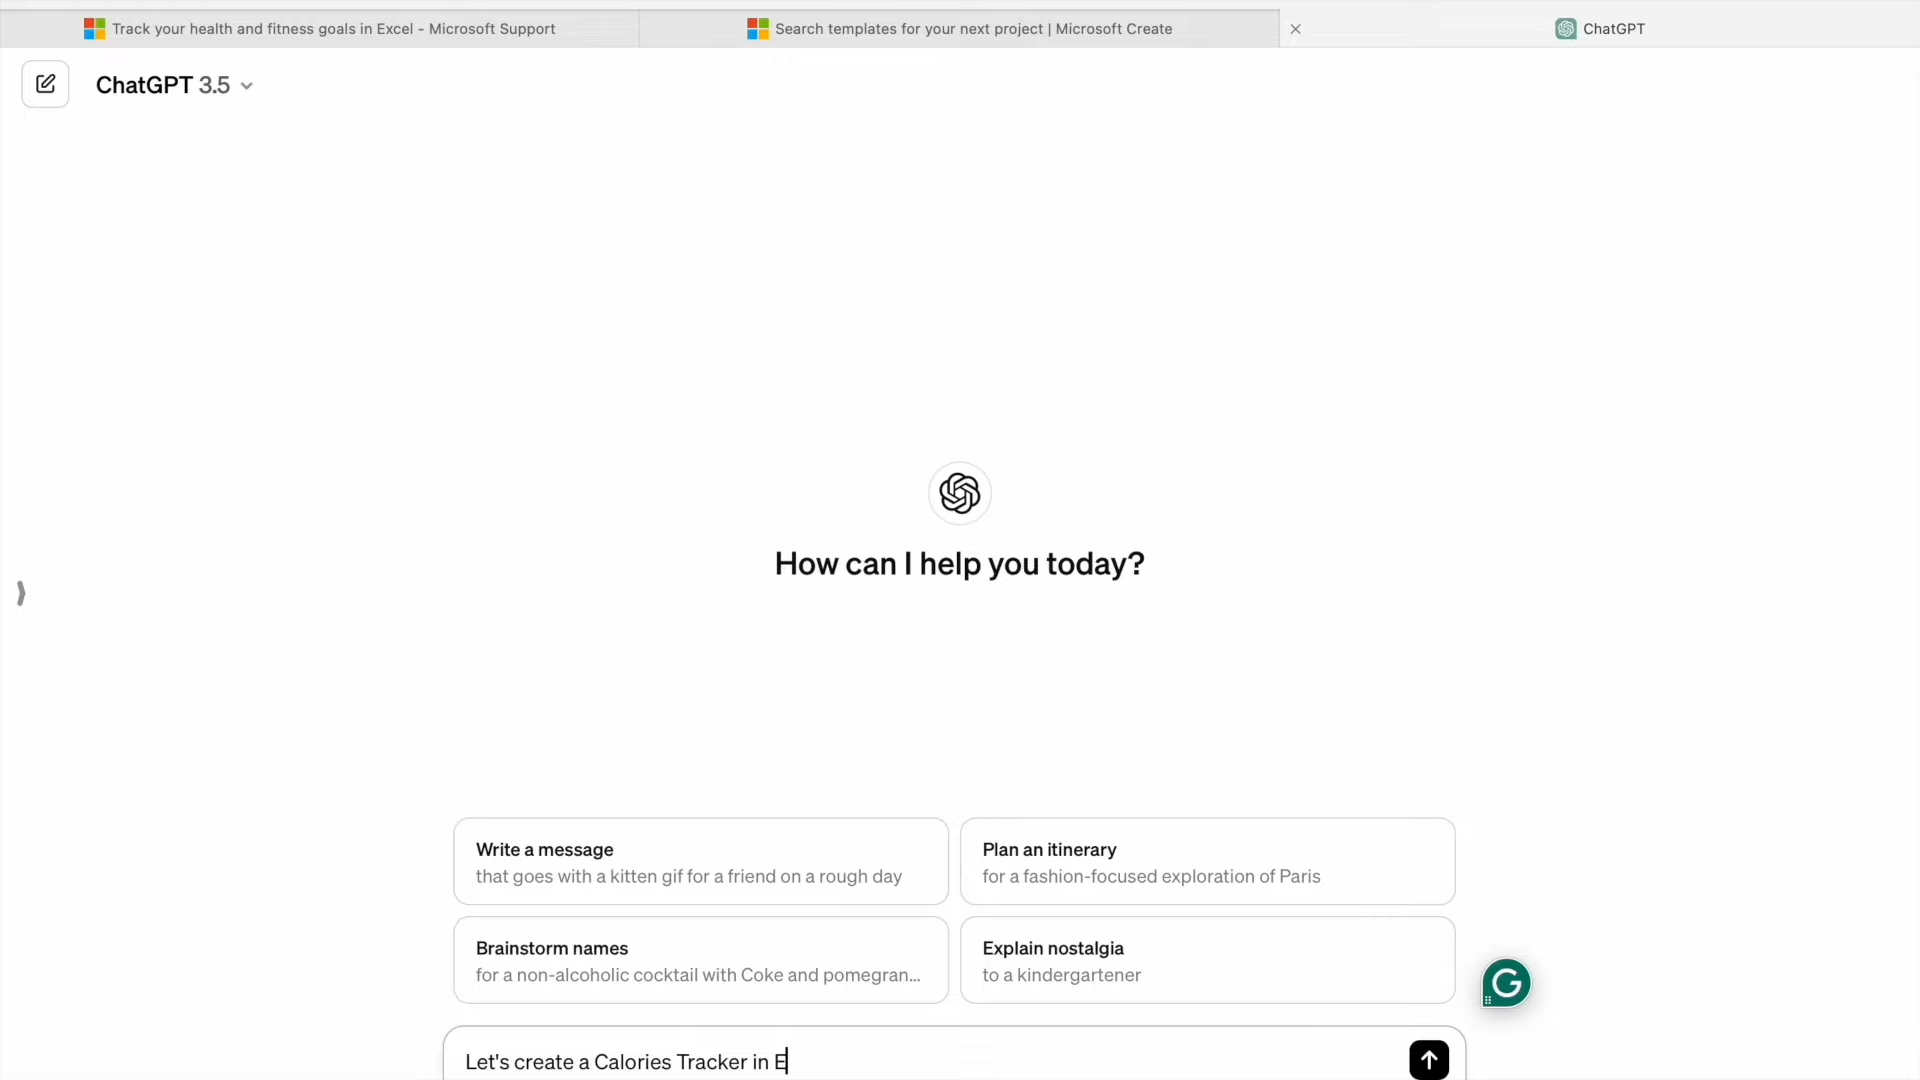 Track your health and fitness goals in Excel - Microsoft Support
Search templates for your next project | Microsoft Create
ChatGPT
ChatGPT 3.5
How can I help you today?
Write a message
that goes with a kitten gif for a friend on a rough day
Plan an itinerary
for a fashion-focused exploration of Paris
Brainstorm names
for a non-alcoholic cocktail with Coke and pomegran...
Explain nostalgia
to a kindergartener
Let's create a Calories Tracker in E